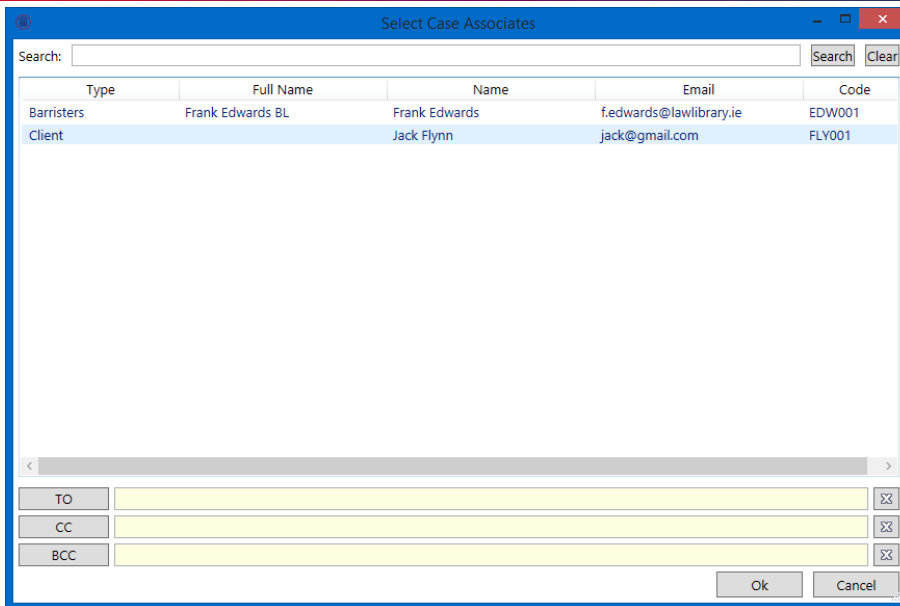 Select Case Associates
Search: Search Clear
Type Full Name Name Email Code
Barristers Frank Edwards BL Frank Edwards f.edwards@lawlibrary.ie EDW001
Client Jack Flynn jack@gmail.com FLY001
TO
CC
BCC
Ok Cancel